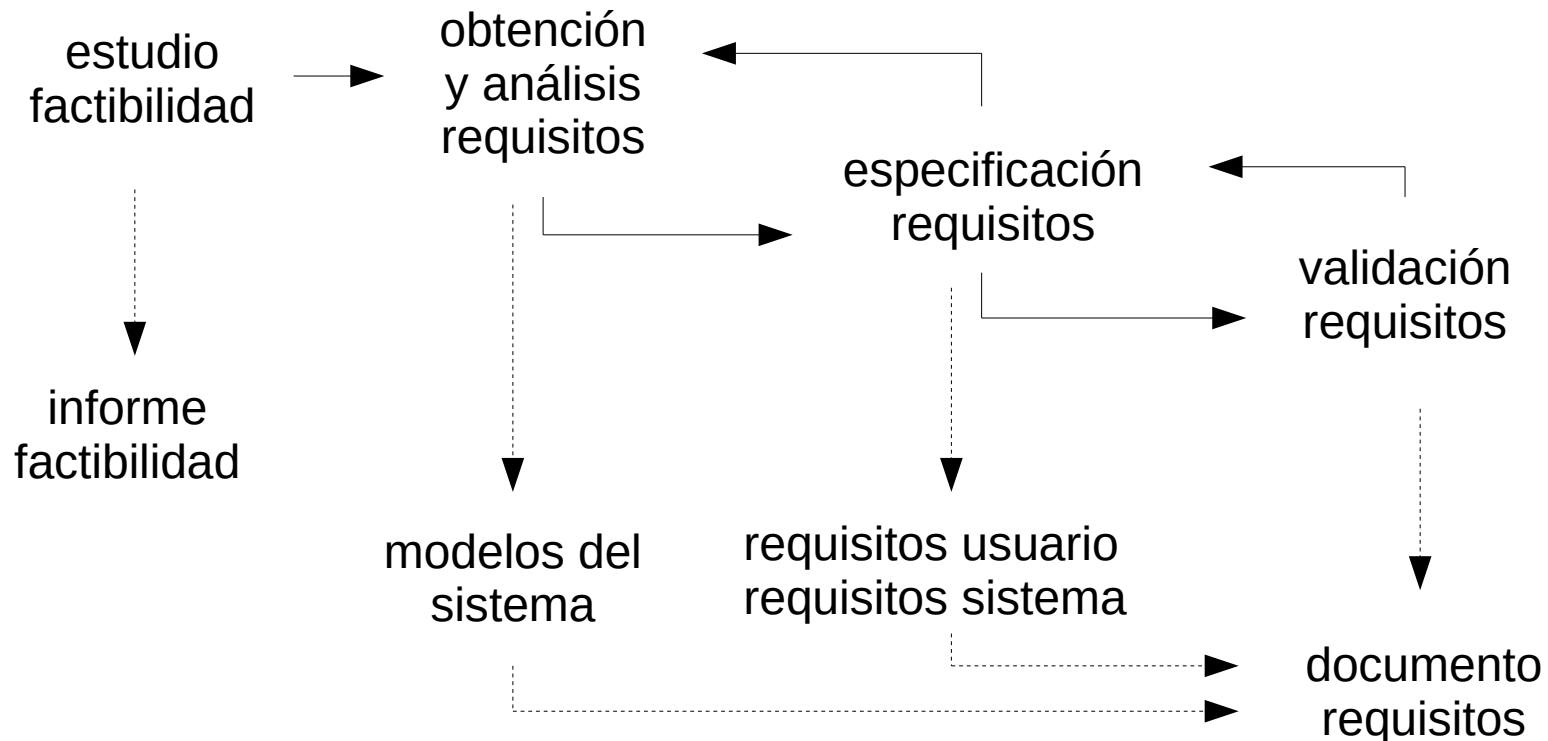 estudio
factibilidad
obtención
y análisis
requisitos
especificación
requisitos
validación
requisitos
informe
factibilidad
modelos del
sistema
requisitos usuario
requisitos sistema
documento
requisitos